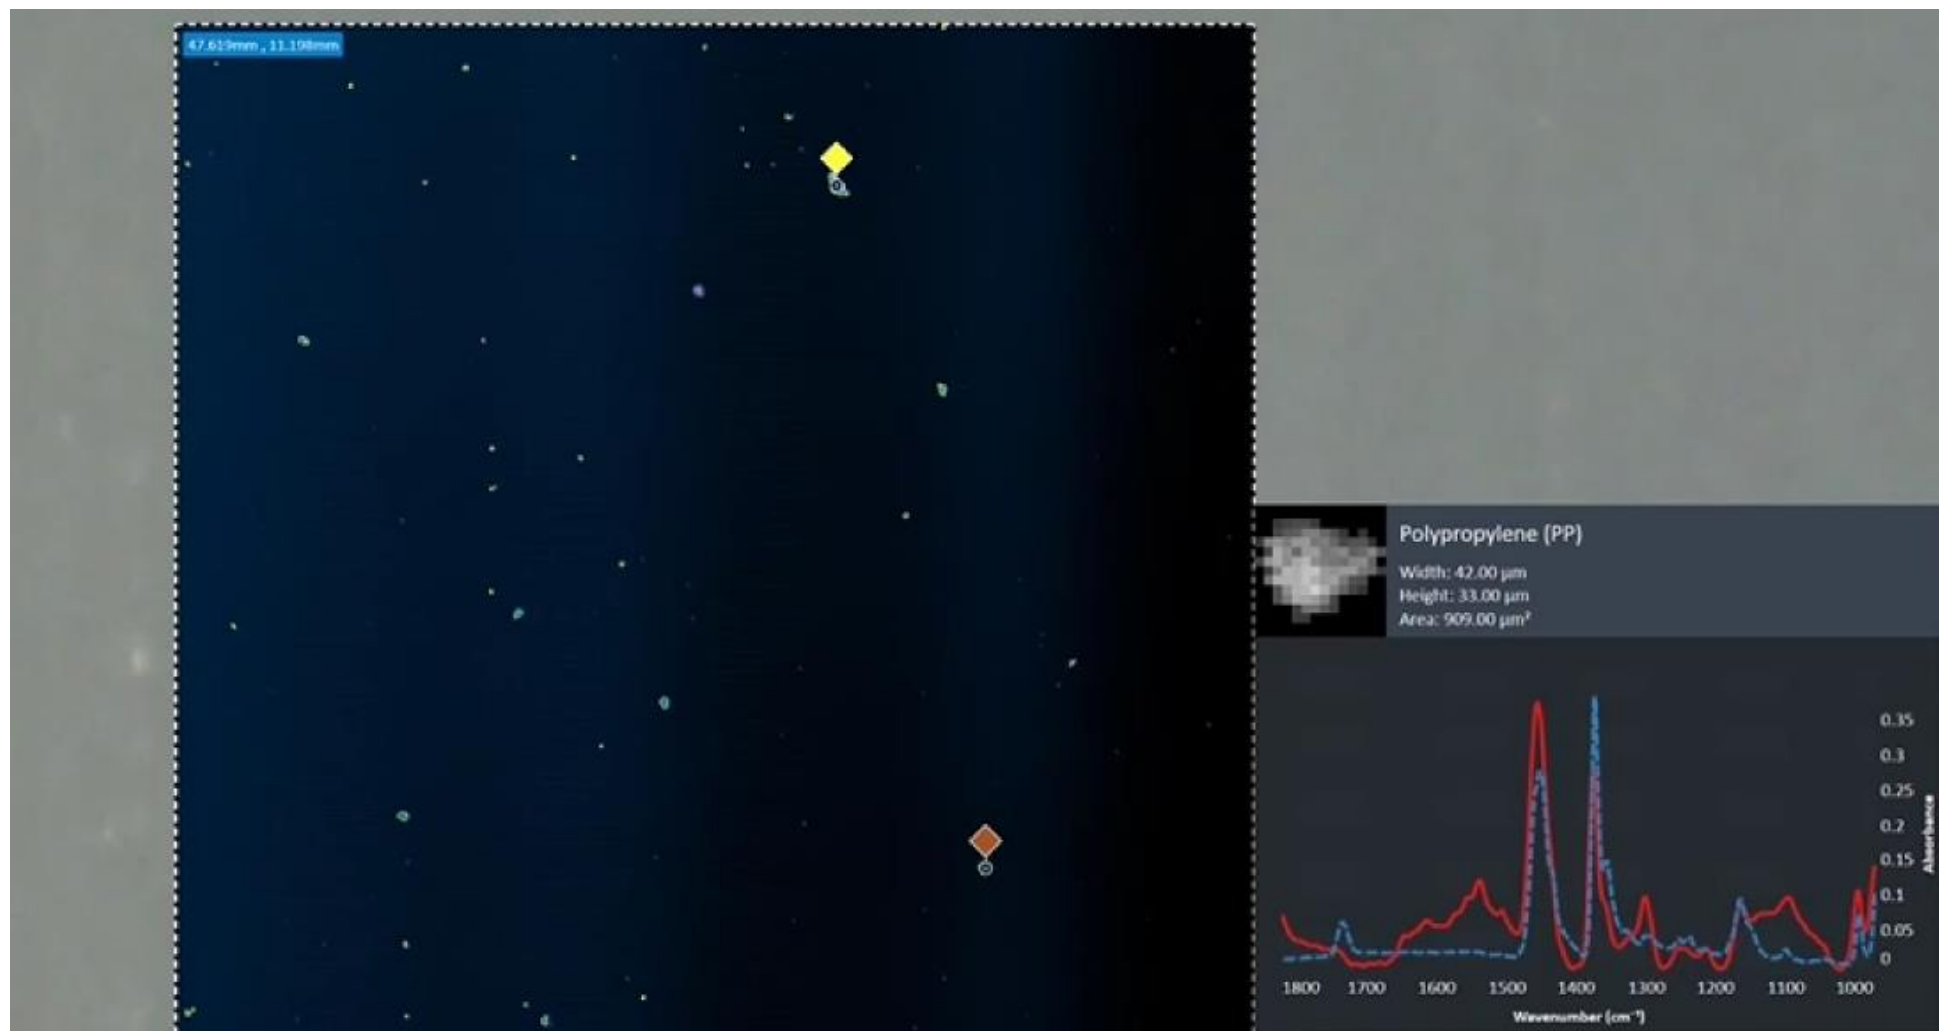 47.619mm , 11.198mm
Polypropylene (PP)
Width: 42.00 µm
Height: 33.00 µm
Area: 909.00 µm²
0.35
0.3
0.25
0.2
0.15
0.1
0.05
0
Absorbance
1800 1700 1600 1500 1400 1300 1200 1100 1000
Wavenumber (cm⁻¹)